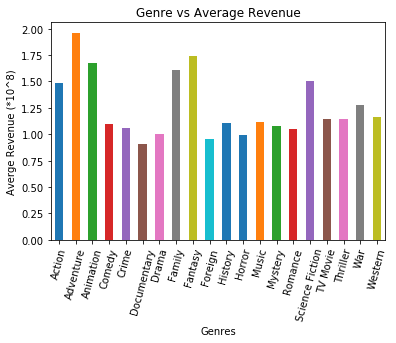 Genre vs Average Revenue
Averge Revenue (*10^8)
2.00
1.75
1.50
1.25
1.00
0.75
0.50
0.25
0.00
Action
Adventure
Animation
Comedy
Crime
Documentary
Drama
Family
Fantasy
Foreign
History
Horror
Music
Mystery
Romance
Science Fiction
TV Movie
Thriller
War
Western
Genres